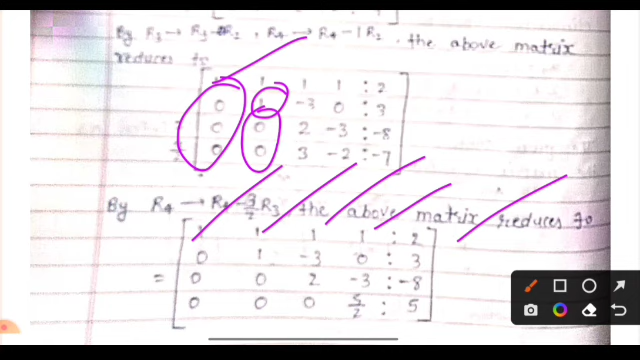 By R₃ → R₃ - R₂, R₄ → R₄ - 1R₂, the above matrix
reduces to
1 1 1 1 : 2
0 1 -3 0 : 3
0 0 2 -3 : -8
0 0 3 -2 : -7
By R₄ → R₄ - 3/2 R₃, the above matrix reduces to
1 1 1 1 : 2
0 1 -3 0 : 3
= 0 0 2 -3 : -8
0 0 0 5/2 : 5